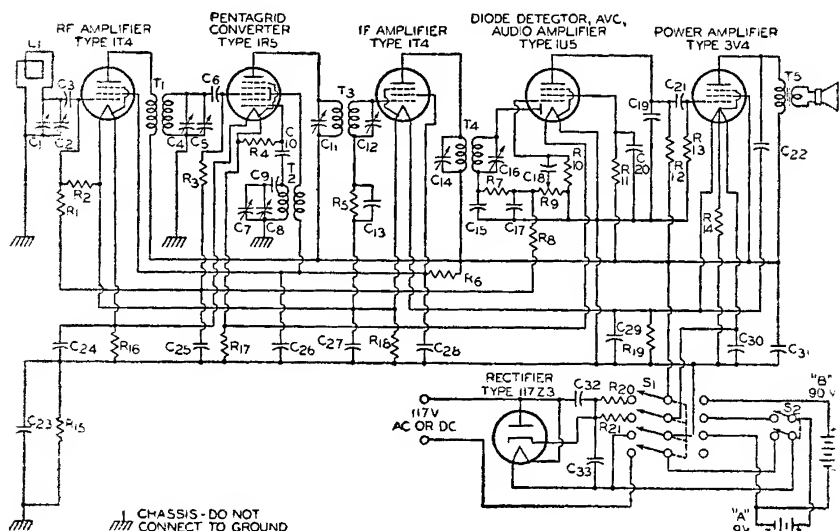 RF AMPLIFIER
TYPE 1T4
PENTAGRID
CONVERTER
TYPE 1R5
IF AMPLIFIER
TYPE 1T4
DIODE DETECTOR, AVC,
AUDIO AMPLIFIER
TYPE 1U5
POWER AMPLIFIER
TYPE 3V4
L1
C3
T1
C6
T3
T4
C19
C21
T5
C1
C2
C4
C5
R4
C10
C11
C12
C14
C16
C18
R10
R11
C20
R12
R13
C22
R1
R2
R3
C9
T2
C7
C8
R5
C13
R7
C15
C17
R9
R8
R14
R6
C24
R16
C25
R17
C26
C27
R18
C28
C29
R19
C30
C31
C23
R15
117V
AC OR DC
RECTIFIER
TYPE 117Z3
C32
R20
R21
C33
S1
S2
"B"
90 V
"A"
9V
CHASSIS - DO NOT
CONNECT TO GROUND